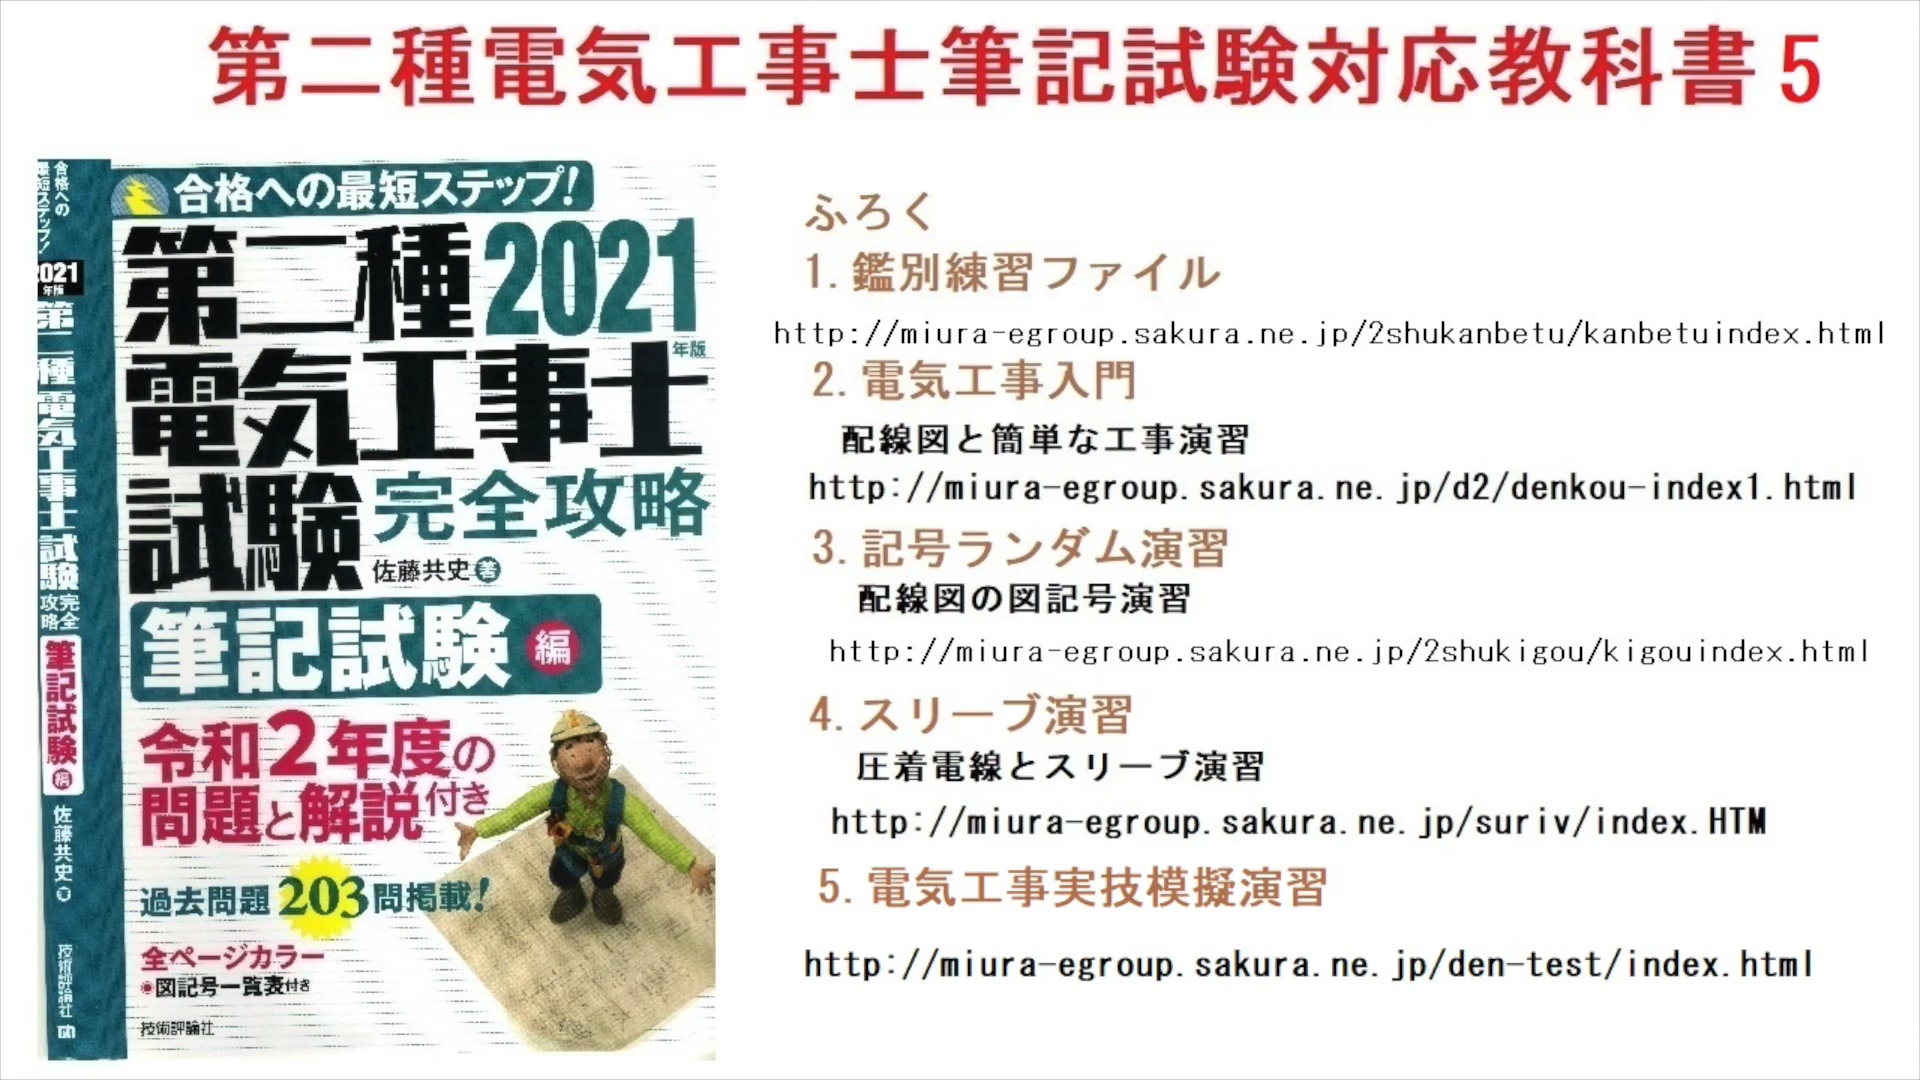 第二種電気工事士筆記試験対応教科書5
合格への最短ステップ!
2021年版
第二種電気工事士試験 完全攻略
筆記試験 編
佐藤共史 著
技術評論社
合格への最短ステップ!
第二種 2021年版
電気工事士
試験 完全攻略
佐藤共史 著
筆記試験 編
令和2年度の
問題と解説付き
過去問題203問掲載!
全ページカラー
◉図記号一覧表付き
技術評論社
ふろく
1. 鑑別練習ファイル
http://miura-egroup.sakura.ne.jp/2shukanbetu/kanbetuindex.html
2. 電気工事入門
配線図と簡単な工事演習
http://miura-egroup.sakura.ne.jp/d2/denkou-index1.html
3. 記号ランダム演習
配線図の図記号演習
http://miura-egroup.sakura.ne.jp/2shukigou/kigouindex.html
4. スリーブ演習
圧着電線とスリーブ演習
http://miura-egroup.sakura.ne.jp/suriv/index.HTM
5. 電気工事実技模擬演習
http://miura-egroup.sakura.ne.jp/den-test/index.html